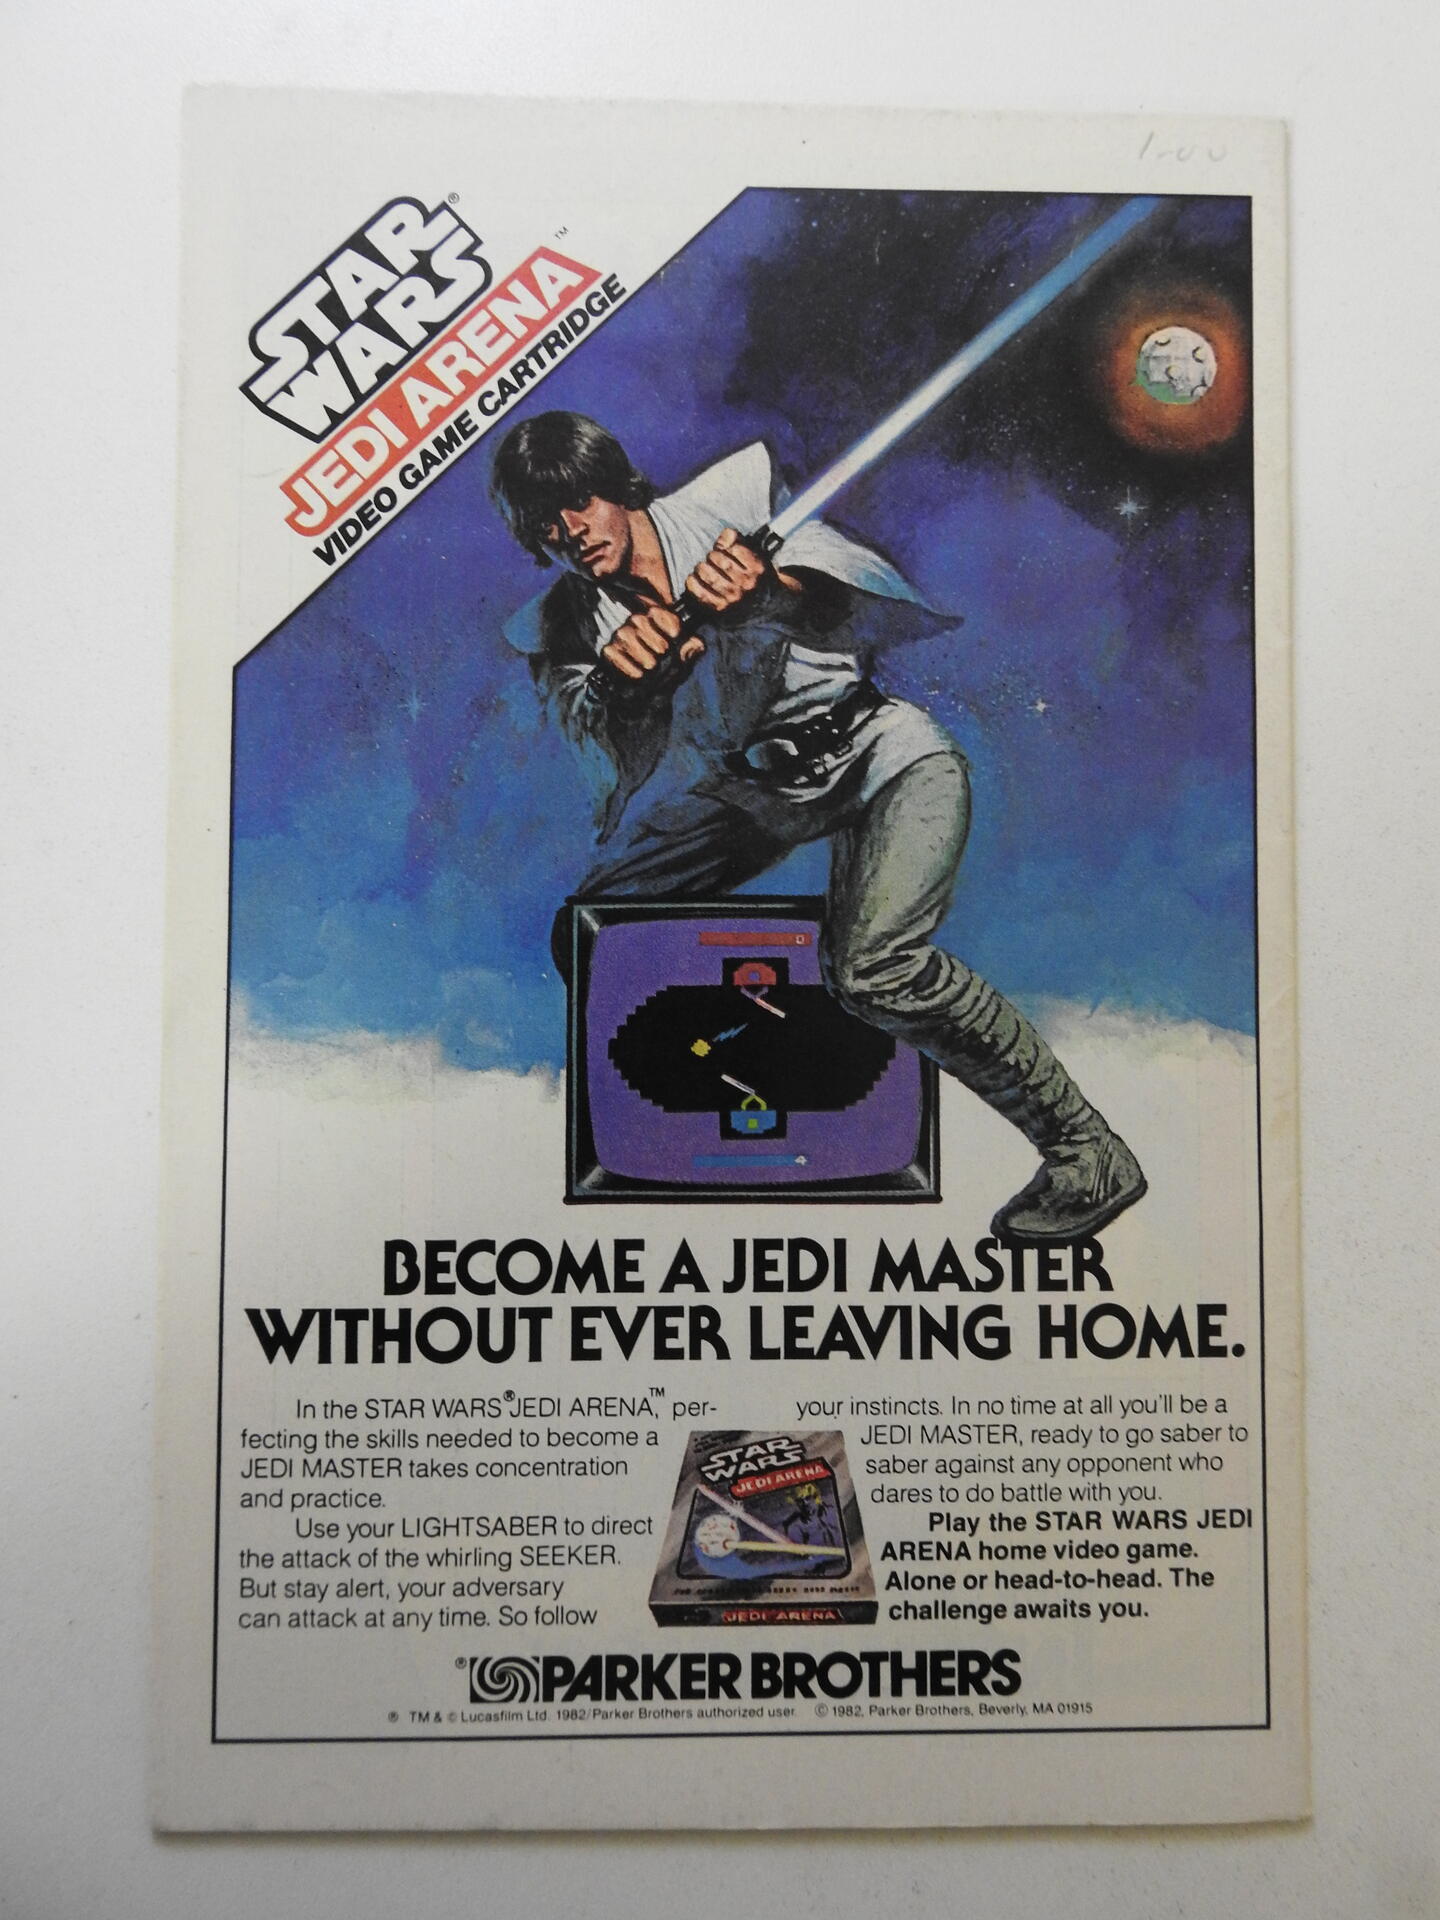 1-00
STAR
WARS®
JEDI ARENA™
VIDEO GAME CARTRIDGE
0
4
BECOME A JEDI MASTER
WITHOUT EVER LEAVING HOME.
In the STAR WARS® JEDI ARENA,™ per-
fecting the skills needed to become a
JEDI MASTER takes concentration
and practice.
Use your LIGHTSABER to direct
the attack of the whirling SEEKER.
But stay alert, your adversary
can attack at any time. So follow
your instincts. In no time at all you'll be a
JEDI MASTER, ready to go saber to
saber against any opponent who
dares to do battle with you.
Play the STAR WARS JEDI
ARENA home video game.
Alone or head-to-head. The
challenge awaits you.
STAR
WARS
JEDI ARENA
JEDI ARENA
® PARKER BROTHERS
® TM & © Lucasfilm Ltd. 1982/Parker Brothers authorized user. © 1982, Parker Brothers, Beverly, MA 01915